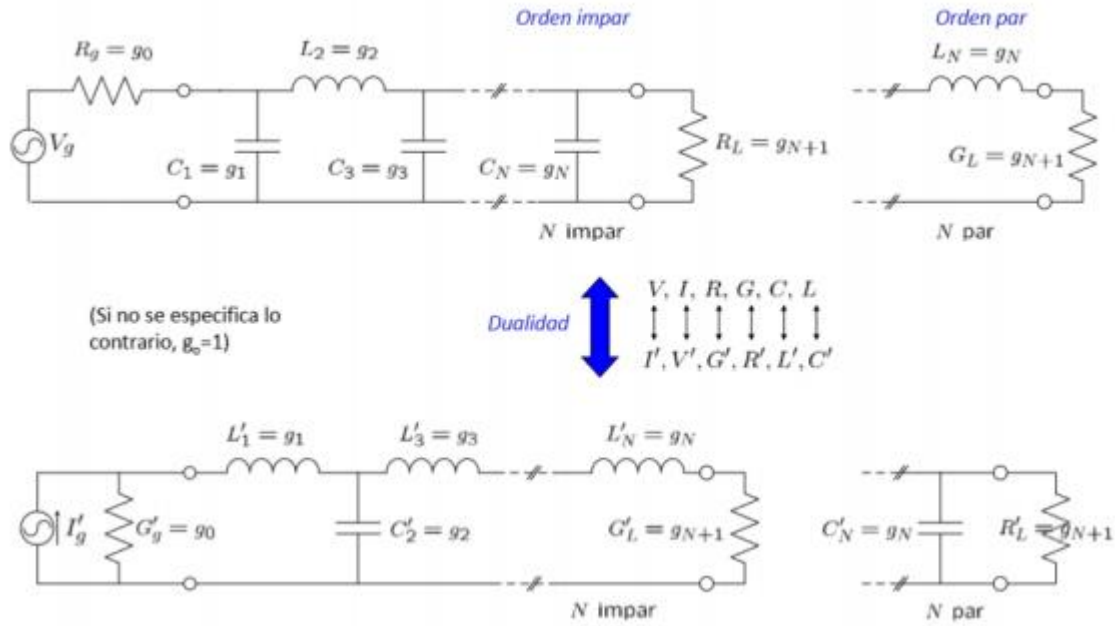 Orden impar
Orden par
R_g = g_0
L_2 = g_2
L_N = g_N
V_g
C_1 = g_1
C_3 = g_3
C_N = g_N
R_L = g_{N+1}
G_L = g_{N+1}
N impar
N par
(Si no se especifica lo
contrario, g_o=1)
Dualidad
V, I, R, G, C, L
I', V', G', R', L', C'
L'_1 = g_1
L'_3 = g_3
L'_N = g_N
I'_g
G'_g = g_0
C'_2 = g_2
G'_L = g_{N+1}
C'_N = g_N
R'_L = g_{N+1}
N impar
N par